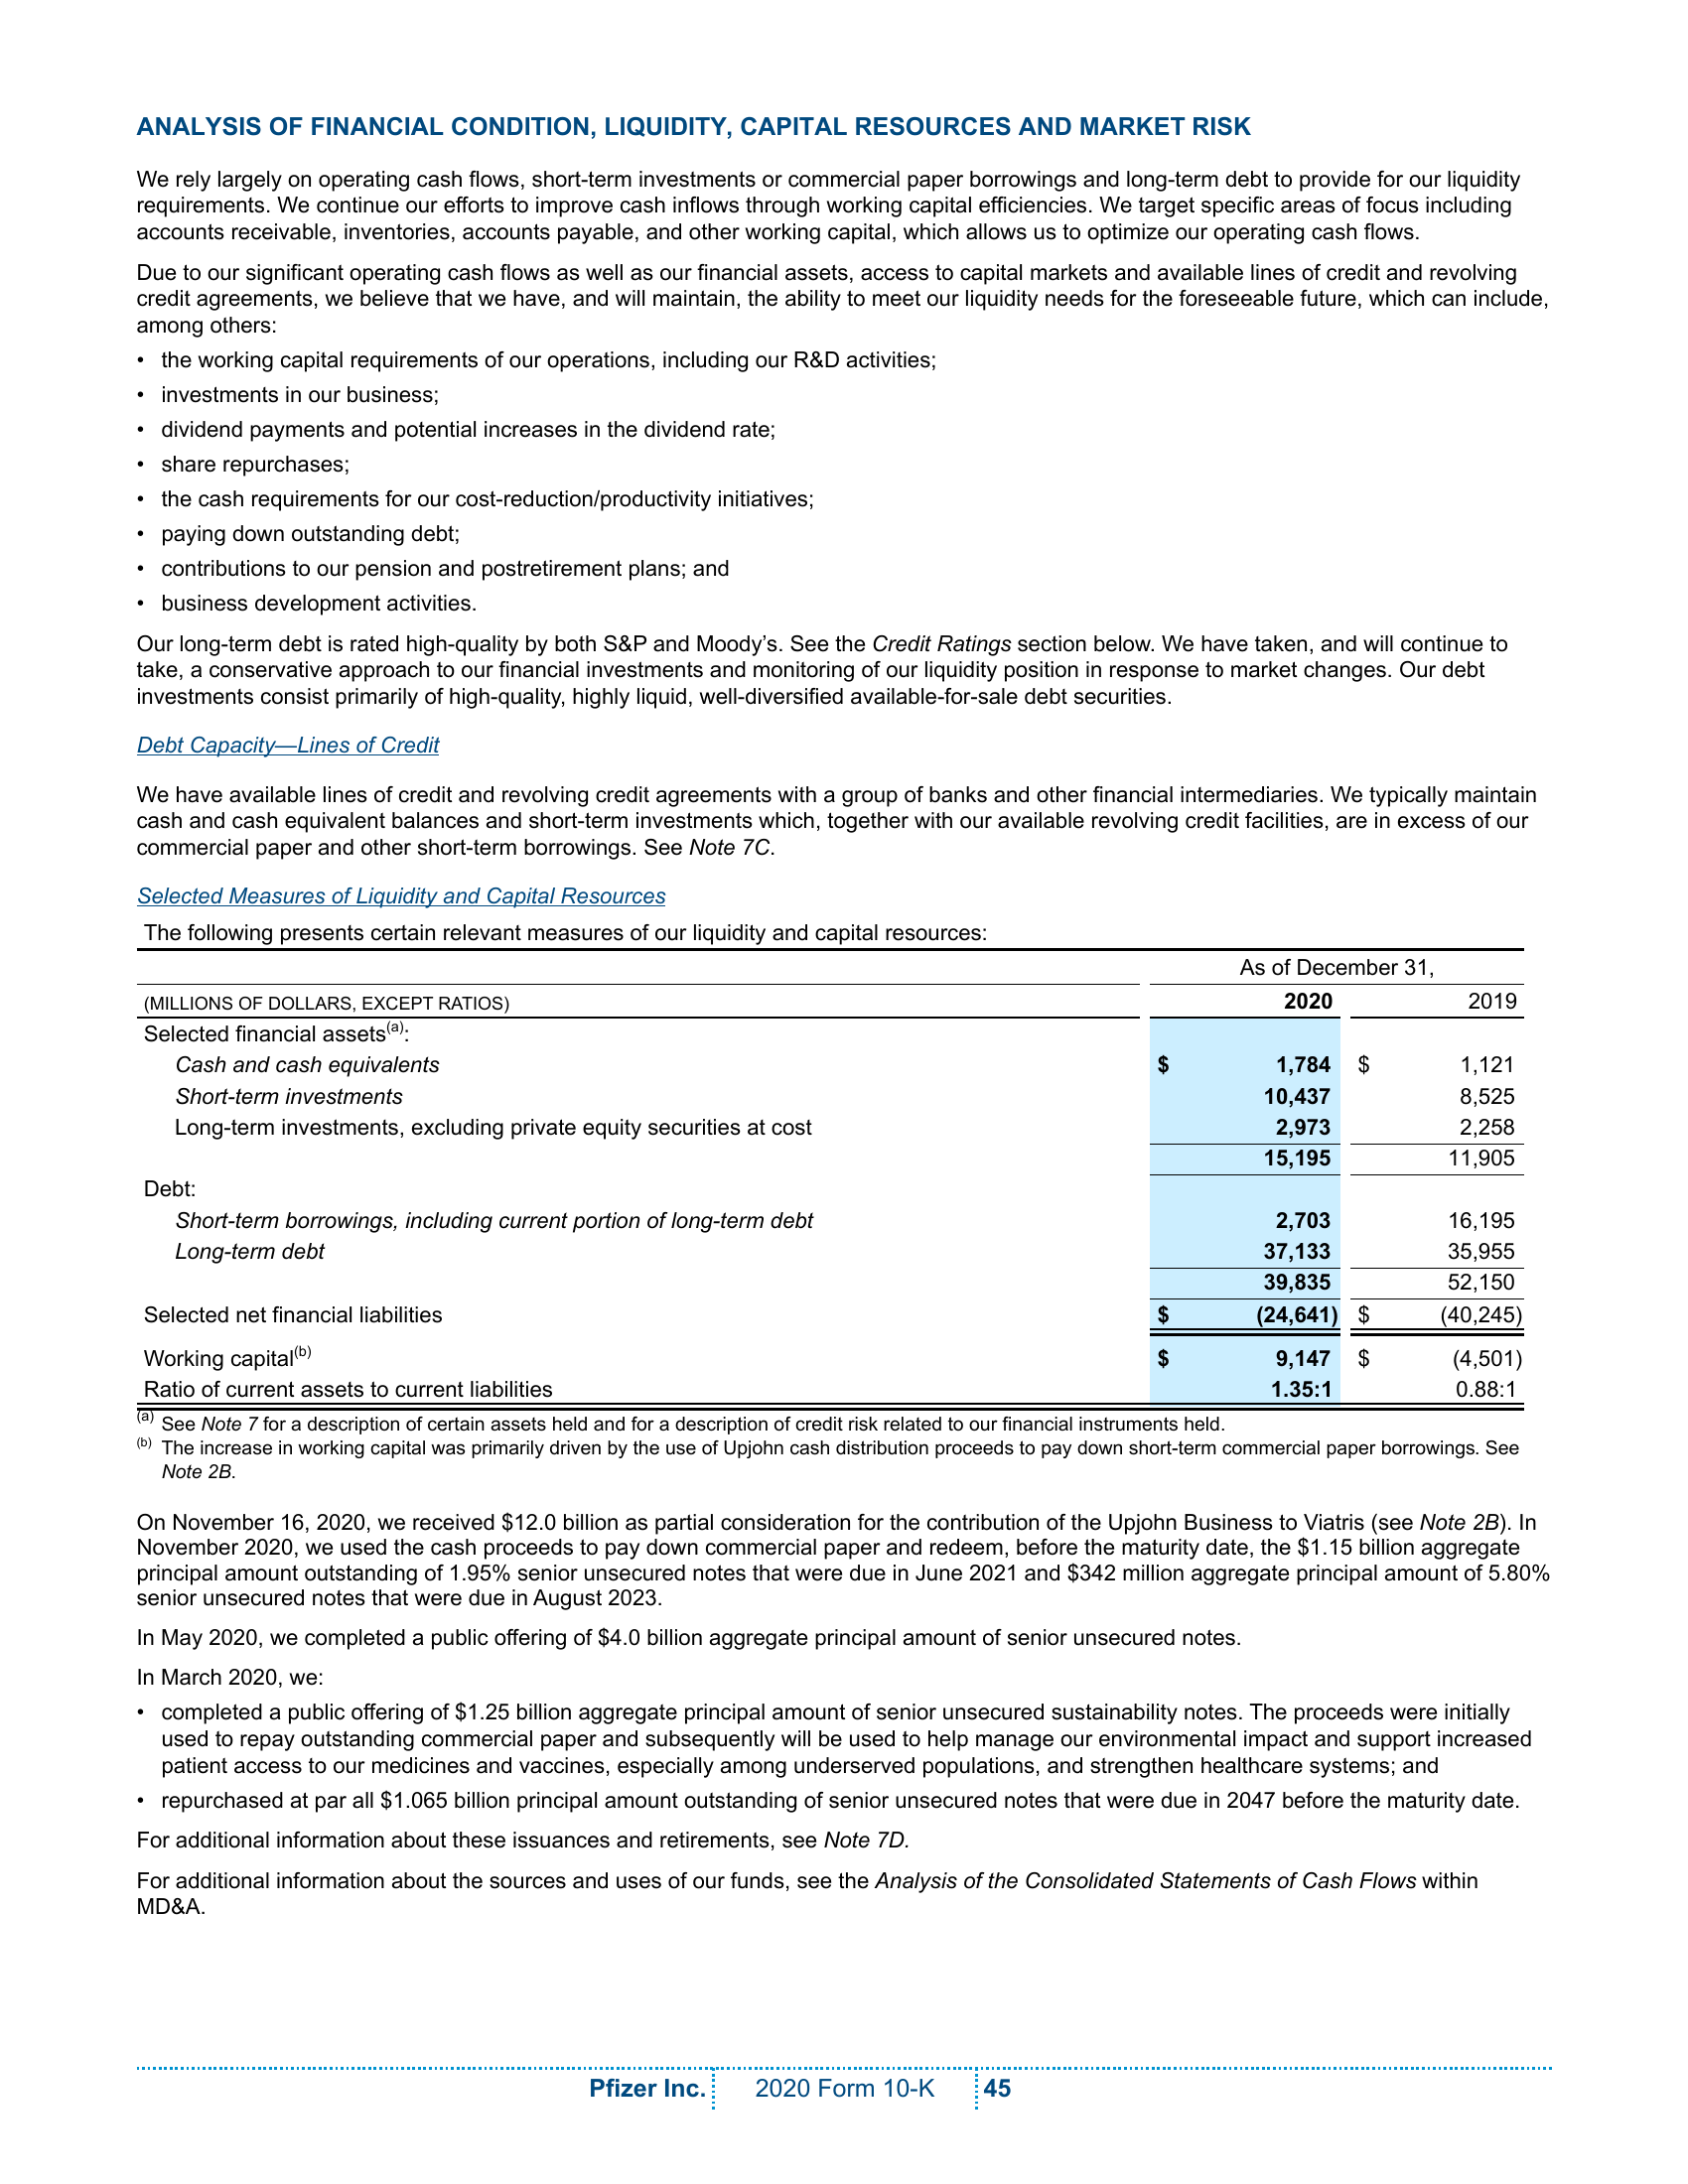 ANALYSIS OF FINANCIAL CONDITION, LIQUIDITY, CAPITAL RESOURCES AND MARKET RISK
We rely largely on operating cash flows, short-term investments or commercial paper borrowings and long-term debt to provide for our liquidity
requirements. We continue our efforts to improve cash inflows through working capital efficiencies. We target specific areas of focus including
accounts receivable, inventories, accounts payable, and other working capital, which allows us to optimize our operating cash flows.
Due to our significant operating cash flows as well as our financial assets, access to capital markets and available lines of credit and revolving
credit agreements, we believe that we have, and will maintain, the ability to meet our liquidity needs for the foreseeable future, which can include,
among others:
• the working capital requirements of our operations, including our R&D activities;
• investments in our business;
• dividend payments and potential increases in the dividend rate;
• share repurchases;
• the cash requirements for our cost-reduction/productivity initiatives;
• paying down outstanding debt;
• contributions to our pension and postretirement plans; and
• business development activities.
Our long-term debt is rated high-quality by both S&P and Moody’s. See the Credit Ratings section below. We have taken, and will continue to
take, a conservative approach to our financial investments and monitoring of our liquidity position in response to market changes. Our debt
investments consist primarily of high-quality, highly liquid, well-diversified available-for-sale debt securities.
Debt Capacity—Lines of Credit
We have available lines of credit and revolving credit agreements with a group of banks and other financial intermediaries. We typically maintain
cash and cash equivalent balances and short-term investments which, together with our available revolving credit facilities, are in excess of our
commercial paper and other short-term borrowings. See Note 7C.
Selected Measures of Liquidity and Capital Resources
The following presents certain relevant measures of our liquidity and capital resources:
As of December 31,
(MILLIONS OF DOLLARS, EXCEPT RATIOS) 2020 2019
Selected financial assets(a):
Cash and cash equivalents $ 1,784 $ 1,121
Short-term investments 10,437 8,525
Long-term investments, excluding private equity securities at cost 2,973 2,258
15,195 11,905
Debt:
Short-term borrowings, including current portion of long-term debt 2,703 16,195
Long-term debt 37,133 35,955
39,835 52,150
Selected net financial liabilities $ (24,641) $ (40,245)
Working capital(b) $ 9,147 $ (4,501)
Ratio of current assets to current liabilities 1.35:1 0.88:1
(a) See Note 7 for a description of certain assets held and for a description of credit risk related to our financial instruments held.
(b) The increase in working capital was primarily driven by the use of Upjohn cash distribution proceeds to pay down short-term commercial paper borrowings. See
Note 2B.
On November 16, 2020, we received $12.0 billion as partial consideration for the contribution of the Upjohn Business to Viatris (see Note 2B). In
November 2020, we used the cash proceeds to pay down commercial paper and redeem, before the maturity date, the $1.15 billion aggregate
principal amount outstanding of 1.95% senior unsecured notes that were due in June 2021 and $342 million aggregate principal amount of 5.80%
senior unsecured notes that were due in August 2023.
In May 2020, we completed a public offering of $4.0 billion aggregate principal amount of senior unsecured notes.
In March 2020, we:
• completed a public offering of $1.25 billion aggregate principal amount of senior unsecured sustainability notes. The proceeds were initially
used to repay outstanding commercial paper and subsequently will be used to help manage our environmental impact and support increased
patient access to our medicines and vaccines, especially among underserved populations, and strengthen healthcare systems; and
• repurchased at par all $1.065 billion principal amount outstanding of senior unsecured notes that were due in 2047 before the maturity date.
For additional information about these issuances and retirements, see Note 7D.
For additional information about the sources and uses of our funds, see the Analysis of the Consolidated Statements of Cash Flows within
MD&A.
Pfizer Inc. 2020 Form 10-K 45